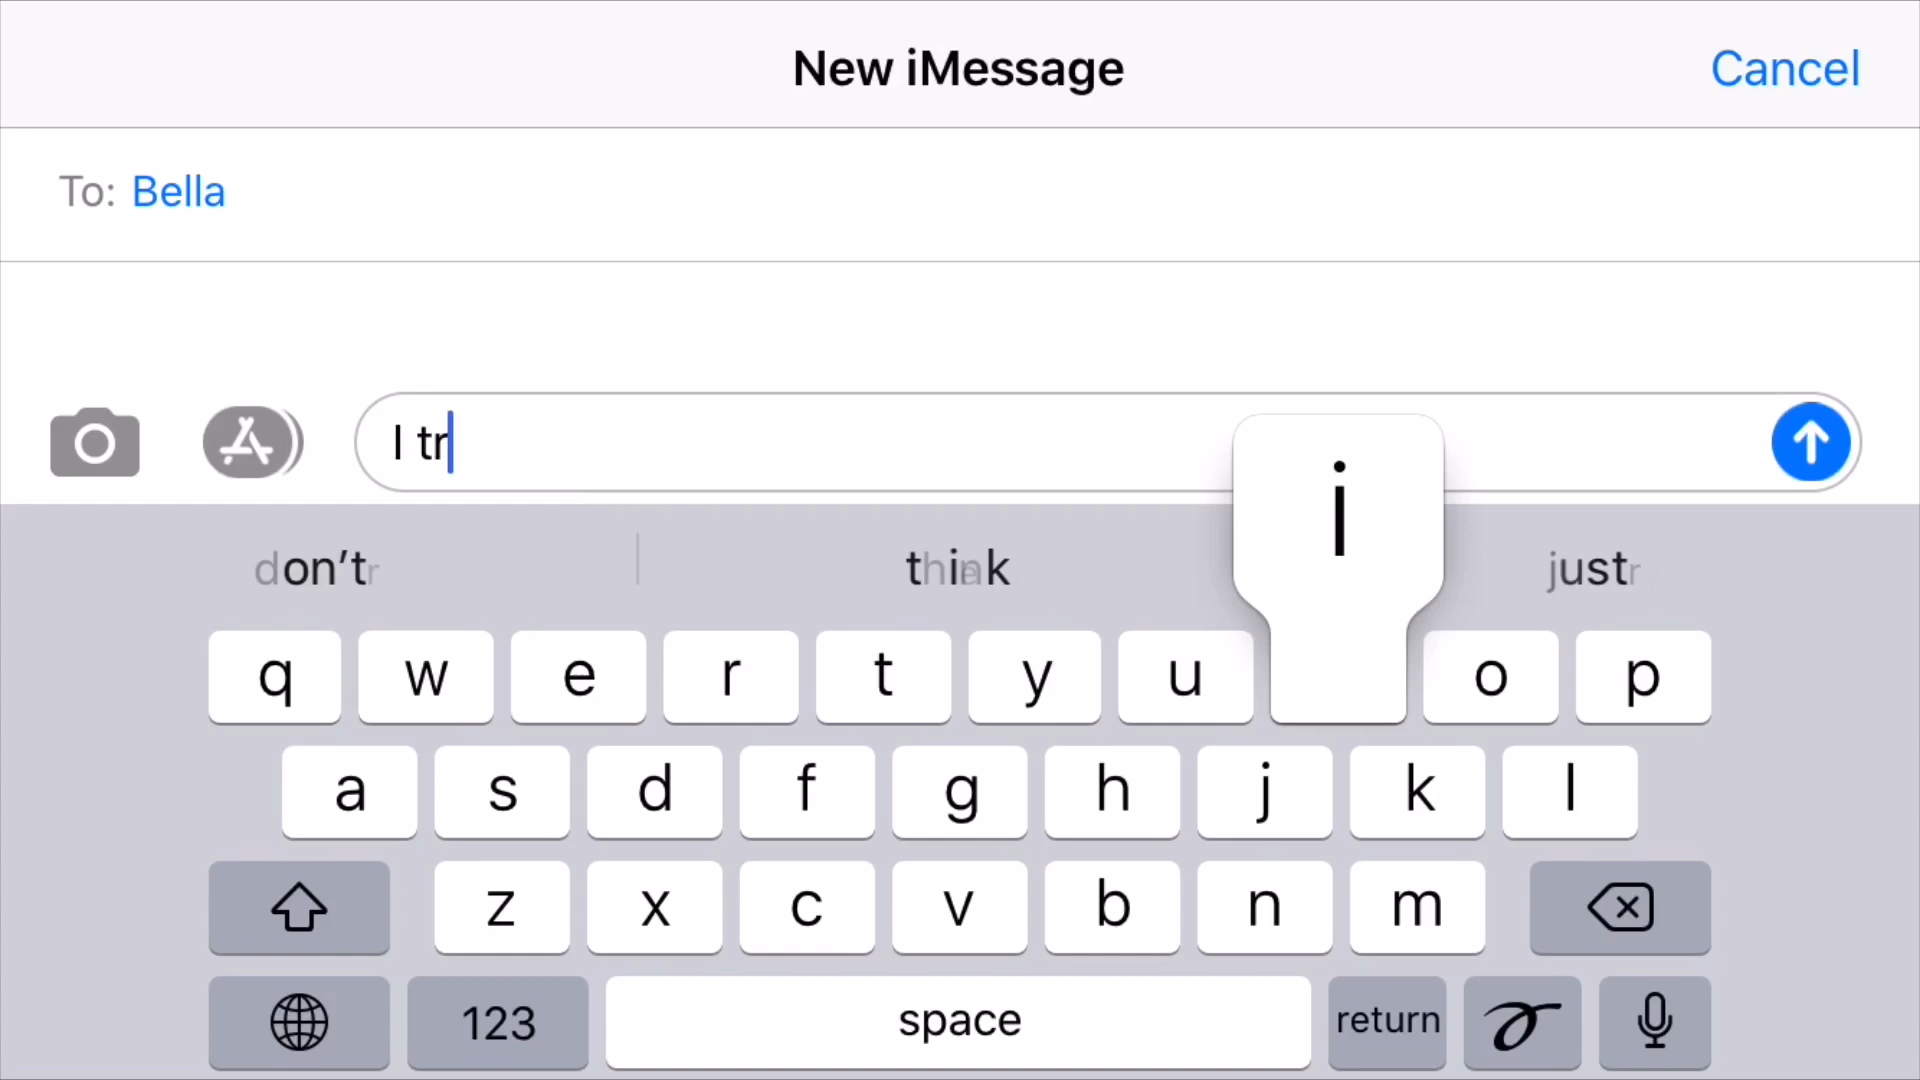 New iMessage
Cancel
To: Bella
I tr
i
don’t think just
q w e r t y u o p
a s d f g h j k l
z x c v b n m
123 space return